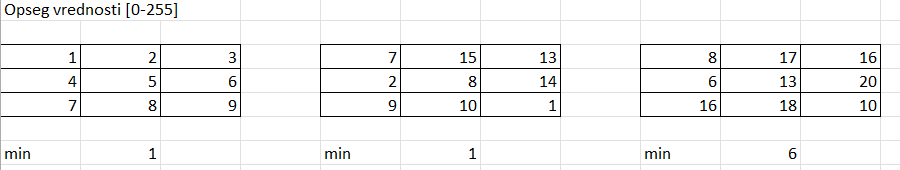 Opseg vrednosti [0-255]
1 2 3 7 15 13 8 17 16
4 5 6 2 8 14 6 13 20
7 8 9 9 10 1 16 18 10
min 1 min 1 min 6